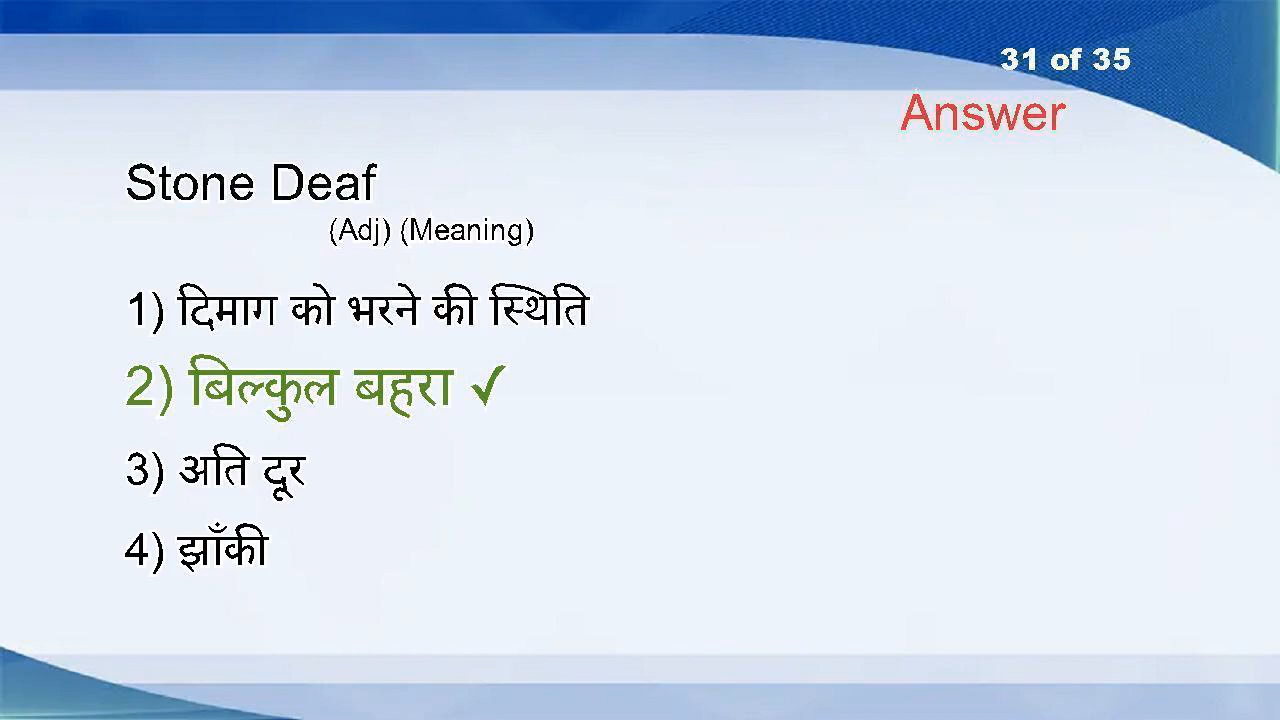 31 of 35
Answer
Stone Deaf
(Adj) (Meaning)
1) दिमाग को भरने की स्थिति
2) बिल्कुल बहरा ✓
3) अति दूर
4) झाँकी